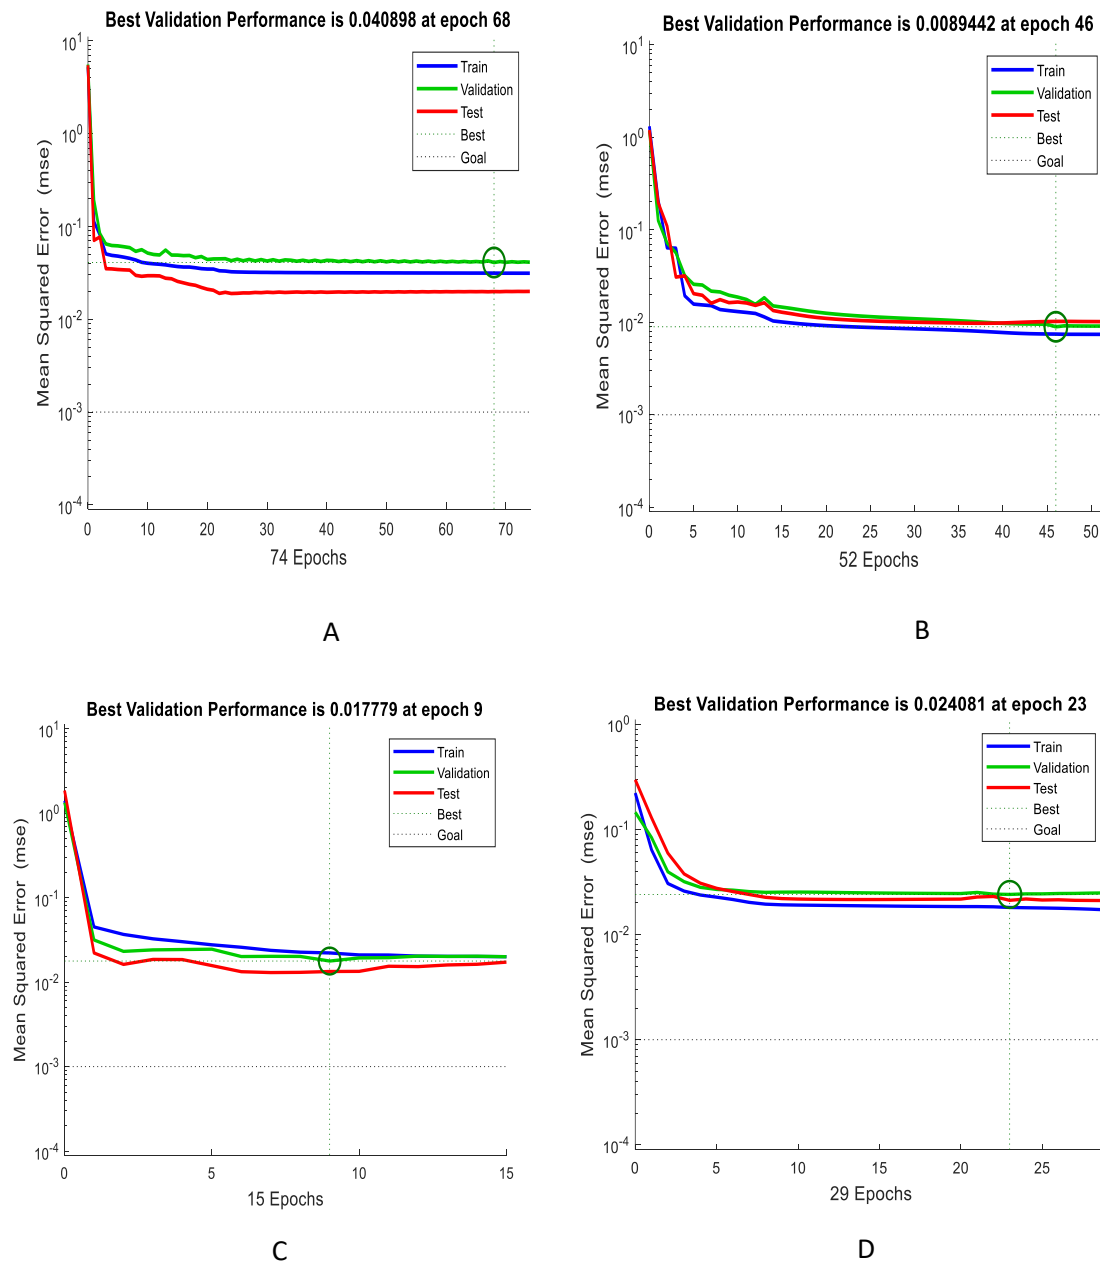 Best Validation Performance is 0.040898 at epoch 68
Mean Squared Error (mse)
10^1
10^0
10^-1
10^-2
10^-3
10^-4
Train
Validation
Test
Best
Goal
0 10 20 30 40 50 60 70
74 Epochs
A
Best Validation Performance is 0.0089442 at epoch 46
Mean Squared Error (mse)
10^1
10^0
10^-1
10^-2
10^-3
10^-4
Train
Validation
Test
Best
Goal
0 5 10 15 20 25 30 35 40 45 50
52 Epochs
B
Best Validation Performance is 0.017779 at epoch 9
Mean Squared Error (mse)
10^1
10^0
10^-1
10^-2
10^-3
10^-4
Train
Validation
Test
Best
Goal
0 5 10 15
15 Epochs
C
Best Validation Performance is 0.024081 at epoch 23
Mean Squared Error (mse)
10^0
10^-1
10^-2
10^-3
10^-4
Train
Validation
Test
Best
Goal
0 5 10 15 20 25
29 Epochs
D